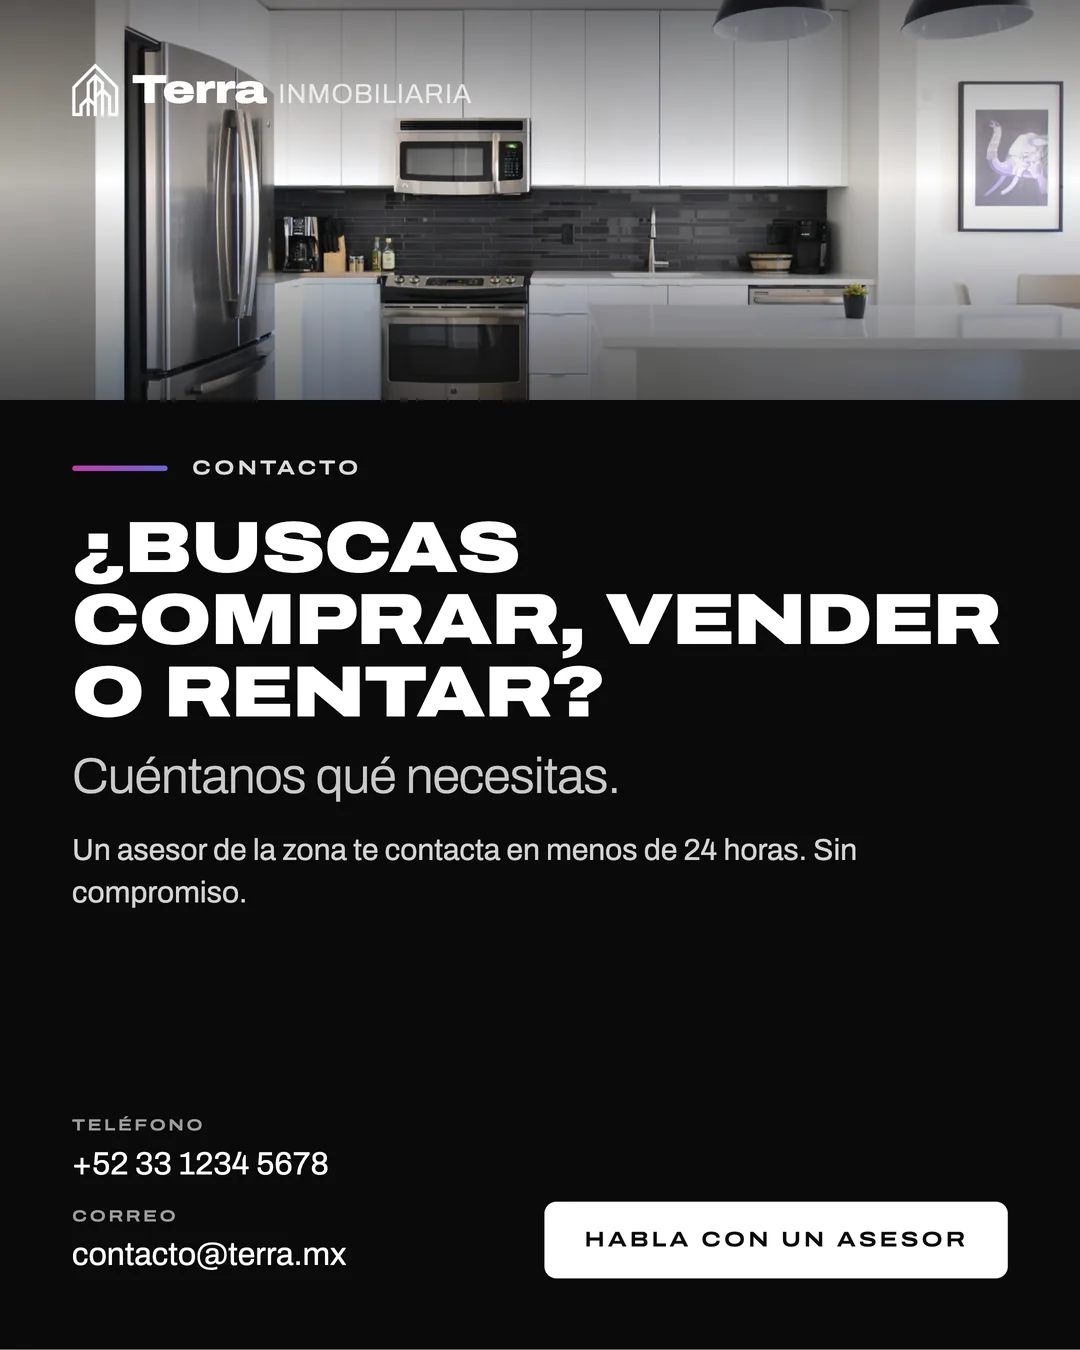 Terra INMOBILIARIA
CONTACTO
¿BUSCAS
COMPRAR, VENDER
O RENTAR?
Cuéntanos qué necesitas.
Un asesor de la zona te contacta en menos de 24 horas. Sin
compromiso.
TELÉFONO
+52 33 1234 5678
CORREO
contacto@terra.mx
HABLA CON UN ASESOR